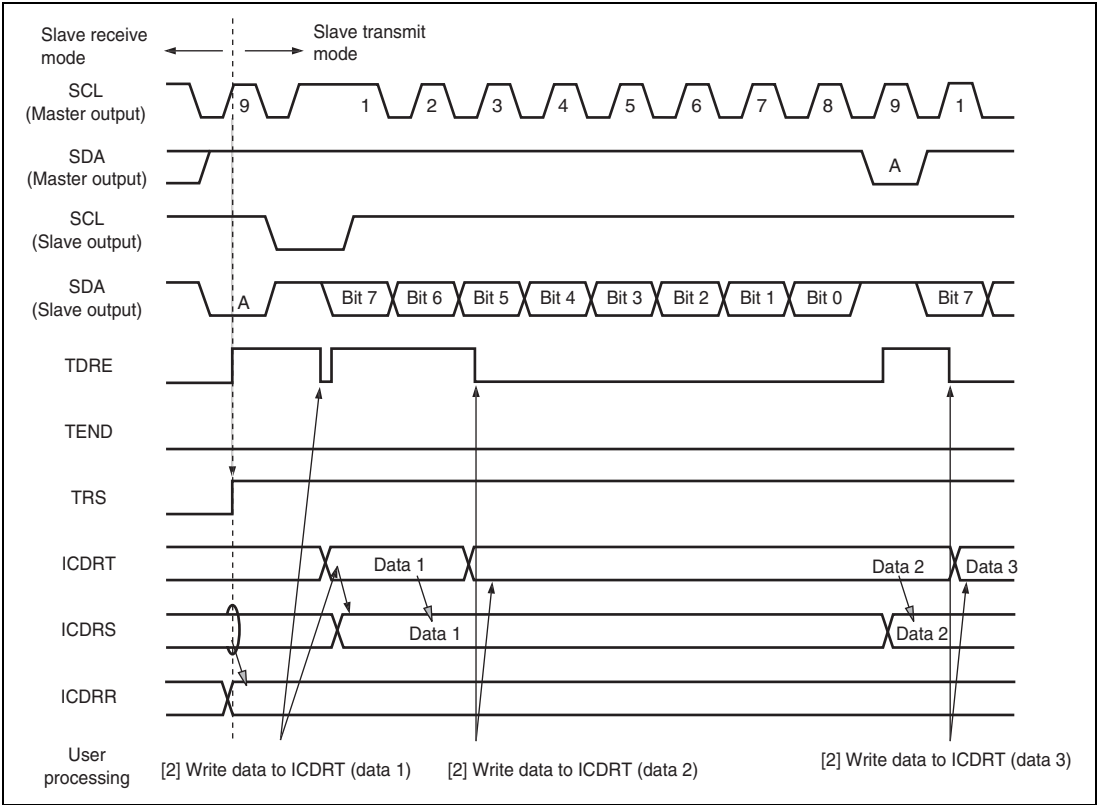 Slave receive
mode
Slave transmit
mode
SCL
(Master output)
9 1 2 3 4 5 6 7 8 9 1
SDA
(Master output)
A
SCL
(Slave output)
SDA
(Slave output)
A Bit 7 Bit 6 Bit 5 Bit 4 Bit 3 Bit 2 Bit 1 Bit 0 Bit 7
TDRE
TEND
TRS
ICDRT
Data 1 Data 2 Data 3
ICDRS
Data 1 Data 2
ICDRR
User
processing
[2] Write data to ICDRT (data 1) [2] Write data to ICDRT (data 2) [2] Write data to ICDRT (data 3)